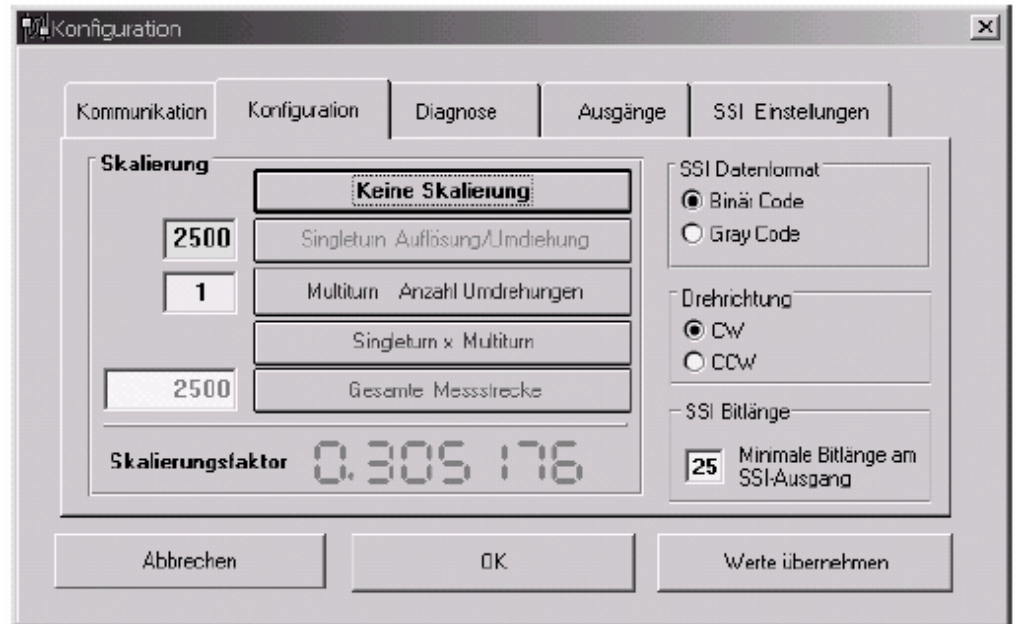 Konfiguration
Kommunikation
Konfiguration
Diagnose
Ausgänge
SSI Einstellungen
Skalierung
Keine Skalierung
2500
Singleturn Auflösung/Umdrehung
1
Multiturn Anzahl Umdrehungen
Singleturn x Multiturn
2500
Gesamte Messstrecke
Skalierungsfaktor
0.305176
SSI Datenformat
Binär Code
Gray Code
Drehrichtung
CW
CCW
SSI Bitlänge
25
Minimale Bitlänge am
SSI-Ausgang
Abbrechen
OK
Werte übernehmen